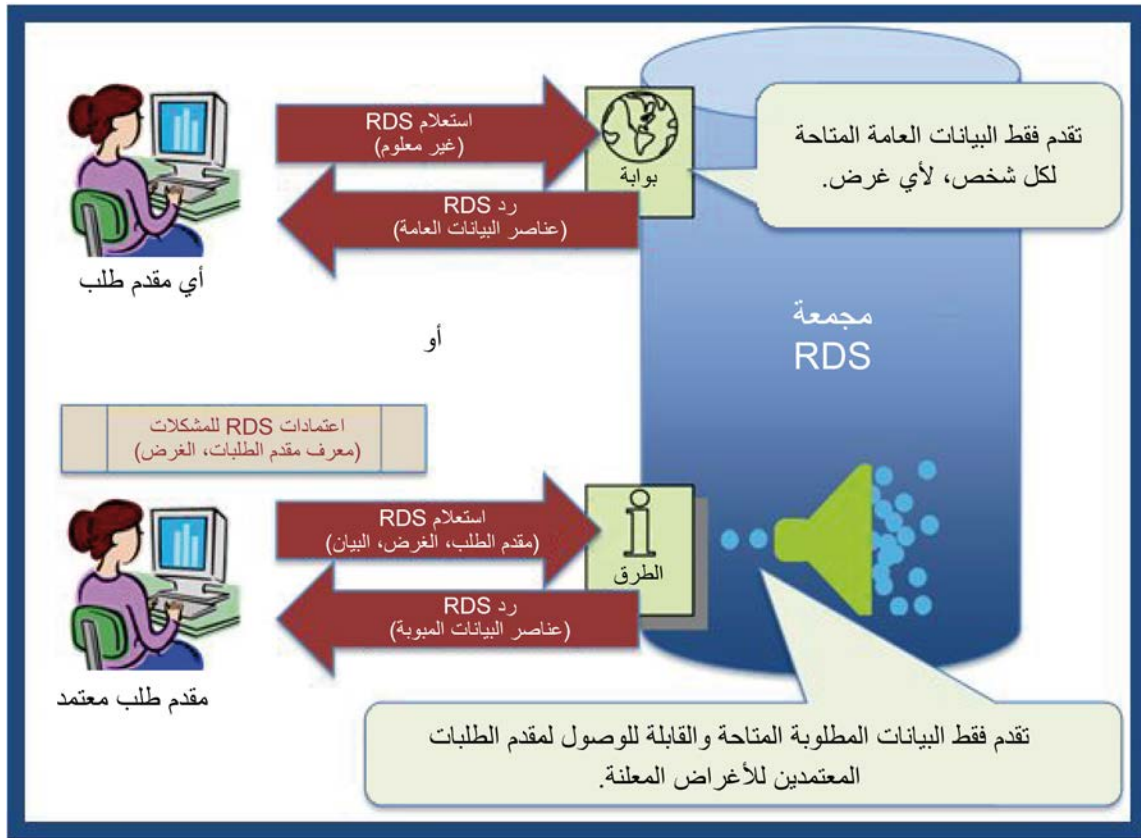 استعلام RDS
(غير معلوم)
بوابة
تقدم فقط البيانات العامة المتاحة
لكل شخص، لأي غرض.
رد RDS
(عناصر البيانات العامة)
أي مقدم طلب
مجمعة
RDS
أو
اعتمادات RDS للمشكلات
(معرف مقدم الطلبات، الغرض)
استعلام RDS
(مقدم الطلب، الغرض، البيان)
الطرق
رد RDS
(عناصر البيانات المبوبة)
مقدم طلب معتمد
تقدم فقط البيانات المطلوبة المتاحة والقابلة للوصول لمقدم الطلبات
المعتمدين للأغراض المعلنة.